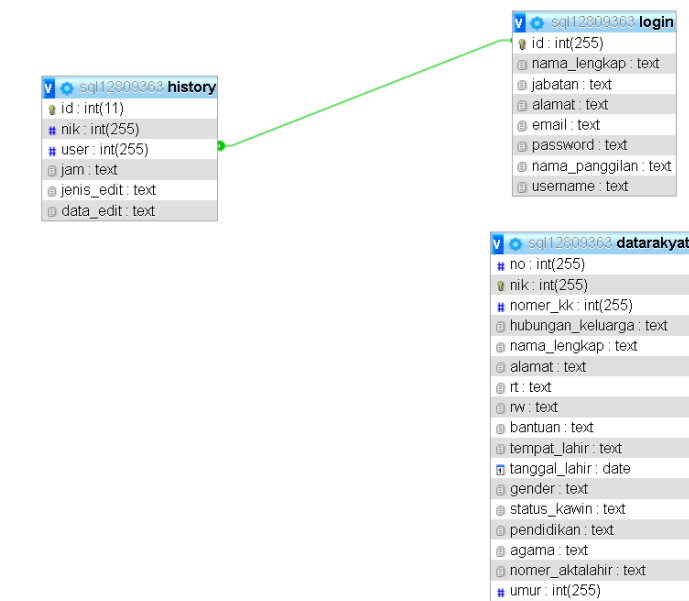 sql12809363 history
id : int(11)
nik : int(255)
user : int(255)
jam : text
jenis_edit : text
data_edit : text
v sql12809363 login
id : int(255)
nama_lengkap : text
jabatan : text
alamat : text
email : text
password : text
nama_panggilan : text
username : text
v sql12809363 datarakyat
# no : int(255)
nik : int(255)
# nomer_kk : int(255)
hubungan_keluarga : text
nama_lengkap : text
alamat : text
rt : text
rw : text
bantuan : text
tempat_lahir : text
tanggal_lahir : date
gender : text
status_kawin : text
pendidikan : text
agama : text
nomer_aktalahir : text
# umur : int(255)